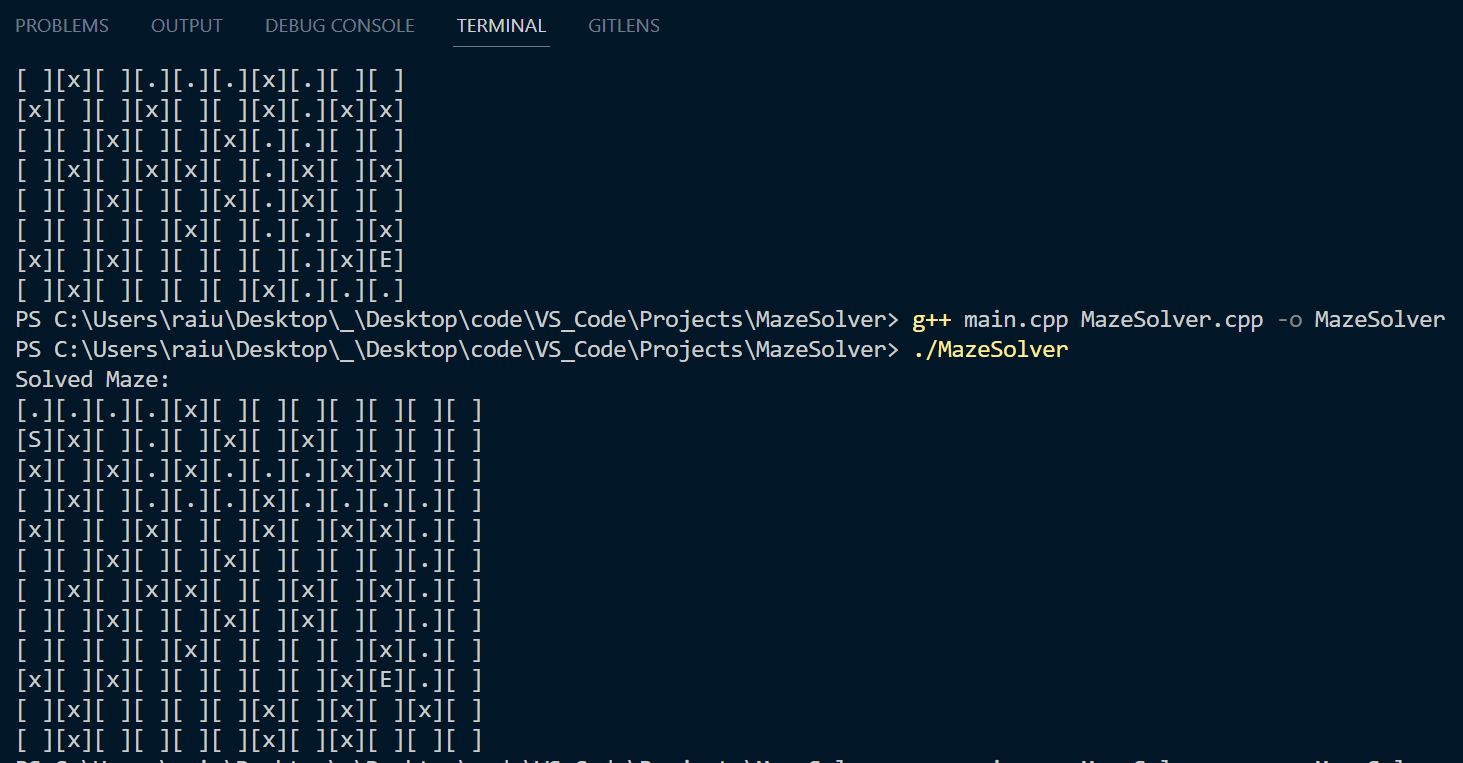 PROBLEMS OUTPUT DEBUG CONSOLE TERMINAL GITLENS
[ ][x][ ][.][.][.][x][.][ ][ ]
[x][ ][ ][x][ ][ ][x][.][x][x]
[ ][ ][x][ ][ ][x][.][.][ ][ ]
[ ][x][ ][x][x][ ][.][x][ ][x]
[ ][ ][x][ ][ ][x][.][x][ ][ ]
[ ][ ][ ][ ][x][ ][.][.][ ][x]
[x][ ][x][ ][ ][ ][ ][.][x][E]
[ ][x][ ][ ][ ][ ][x][.][.][.]
PS C:\Users\raiu\Desktop\_\Desktop\code\VS_Code\Projects\MazeSolver> g++ main.cpp MazeSolver.cpp -o MazeSolver
PS C:\Users\raiu\Desktop\_\Desktop\code\VS_Code\Projects\MazeSolver> ./MazeSolver
Solved Maze:
[.][.][.][.][x][ ][ ][ ][ ][ ][ ][ ]
[S][x][ ][.][ ][x][ ][x][ ][ ][ ][ ]
[x][ ][x][.][x][.][.][.][x][x][ ][ ]
[ ][x][ ][.][.][.][x][.][.][.][.][ ]
[x][ ][ ][x][ ][ ][x][ ][x][x][.][ ]
[ ][ ][x][ ][ ][x][ ][ ][ ][ ][.][ ]
[ ][x][ ][x][x][ ][ ][x][ ][x][.][ ]
[ ][ ][x][ ][ ][x][ ][x][ ][ ][.][ ]
[ ][ ][ ][ ][x][ ][ ][ ][ ][x][.][ ]
[x][ ][x][ ][ ][ ][ ][ ][x][E][.][ ]
[ ][x][ ][ ][ ][ ][x][ ][x][ ][x][ ]
[ ][x][ ][ ][ ][ ][x][ ][x][ ][ ][ ]